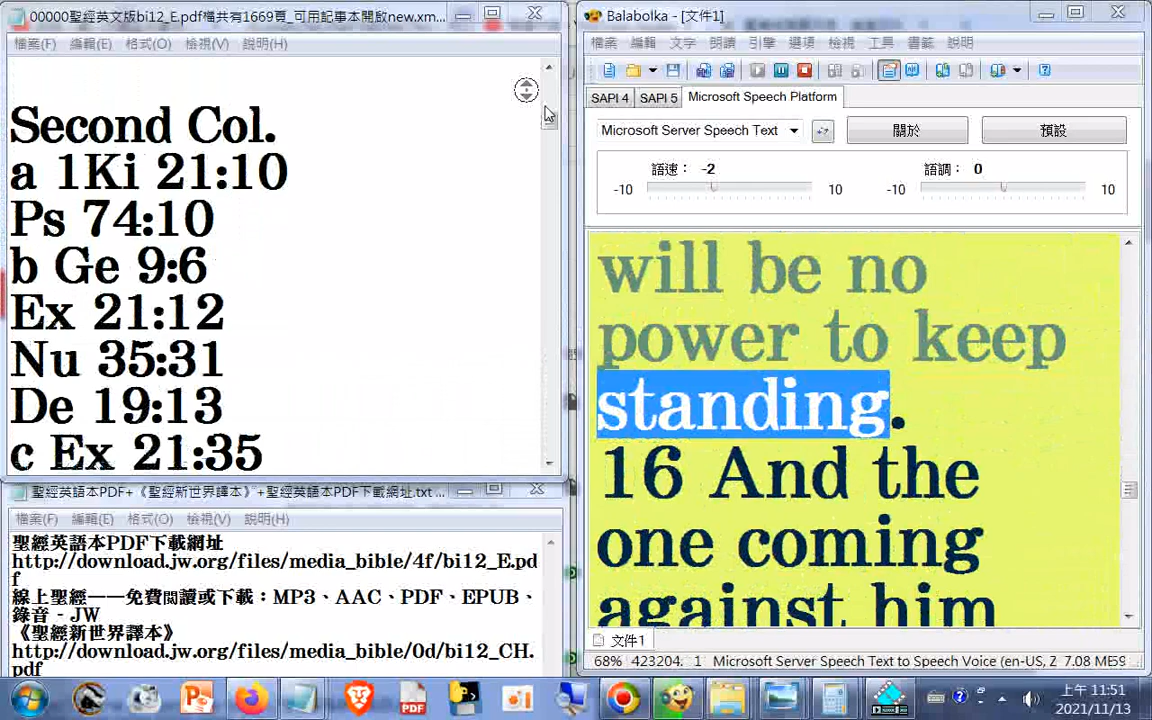 00000聖經英文版bi12_E.pdf檔共有1669頁_可用記事本開啟new.xm...
檔案(F) 編輯(E) 格式(O) 檢視(V) 說明(H)
Second Col.
a 1Ki 21:10
Ps 74:10
b Ge 9:6
Ex 21:12
Nu 35:31
De 19:13
c Ex 21:35
聖經英語本PDF+《聖經新世界譯本》+聖經英語本PDF下載網址.txt ...
檔案(F) 編輯(E) 格式(O) 檢視(V) 說明(H)
聖經英語本PDF下載網址
http://download.jw.org/files/media_bible/4f/bi12_E.pd
f
線上聖經——免費閱讀或下載：MP3、AAC、PDF、EPUB、
錄音 - JW
《聖經新世界譯本》
http://download.jw.org/files/media_bible/0d/bi12_CH.
pdf
Balabolka - [文件1]
檔案 編輯 文字 朗讀 引擎 選項 檢視 工具 書籤 說明
SAPI 4 SAPI 5 Microsoft Speech Platform
Microsoft Server Speech Text 關於 預設
語速： -2 語調： 0
-10 10 -10 10
will be no
power to keep
standing.
16 And the
one coming
against him
文件1
68% 423204: 1 Microsoft Server Speech Text to Speech Voice (en-US, Z 7.08 ME59
PDF
上午 11:51
2021/11/13